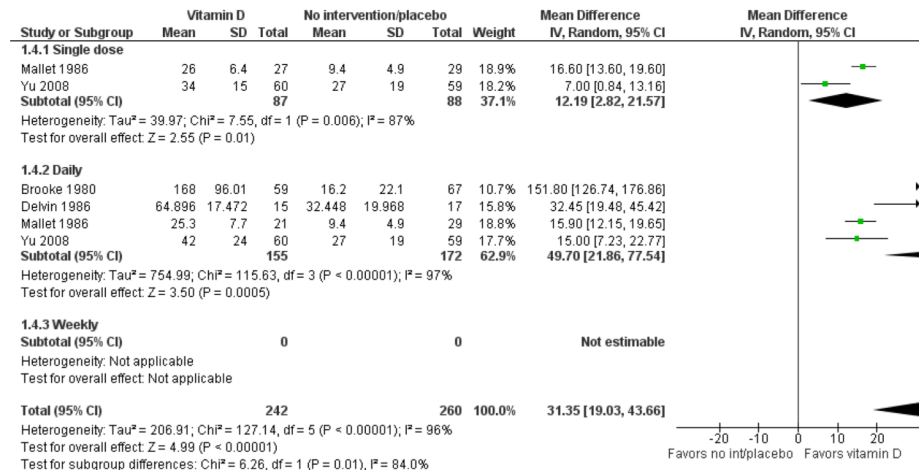 Vitamin D No intervention/placebo Mean Difference Mean Difference
Study or Subgroup Mean SD Total Mean SD Total Weight IV, Random, 95% CI IV, Random, 95% CI
1.4.1 Single dose
Mallet 1986 26 6.4 27 9.4 4.9 29 18.9% 16.60 [13.60, 19.60]
Yu 2008 34 15 60 27 19 59 18.2% 7.00 [0.84, 13.16]
Subtotal (95% CI) 87 88 37.1% 12.19 [2.82, 21.57]
Heterogeneity: Tau² = 39.97; Chi² = 7.55, df = 1 (P = 0.006); I² = 87%
Test for overall effect: Z = 2.55 (P = 0.01)
1.4.2 Daily
Brooke 1980 168 96.01 59 16.2 22.1 67 10.7% 151.80 [126.74, 176.86]
Delvin 1986 64.896 17.472 15 32.448 19.968 17 15.8% 32.45 [19.48, 45.42]
Mallet 1986 25.3 7.7 21 9.4 4.9 29 18.8% 15.90 [12.15, 19.65]
Yu 2008 42 24 60 27 19 59 17.7% 15.00 [7.23, 22.77]
Subtotal (95% CI) 155 172 62.9% 49.70 [21.86, 77.54]
Heterogeneity: Tau² = 754.99; Chi² = 115.63, df = 3 (P < 0.00001); I² = 97%
Test for overall effect: Z = 3.50 (P = 0.0005)
1.4.3 Weekly
Subtotal (95% CI) 0 0 Not estimable
Heterogeneity: Not applicable
Test for overall effect: Not applicable
Total (95% CI) 242 260 100.0% 31.35 [19.03, 43.66]
Heterogeneity: Tau² = 206.91; Chi² = 127.14, df = 5 (P < 0.00001); I² = 96%
Test for overall effect: Z = 4.99 (P < 0.00001)
Test for subgroup differences: Chi² = 6.26, df = 1 (P = 0.01), I² = 84.0%
-20 -10 0 10 20
Favors no int/placebo Favors vitamin D